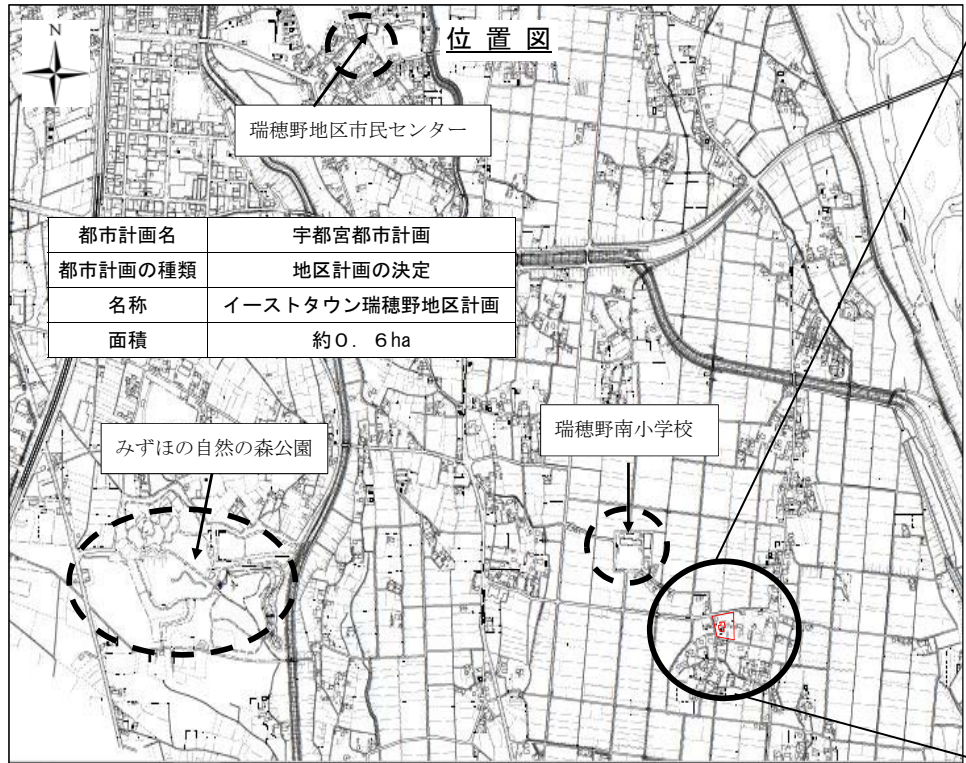 N
位置図
瑞穂野地区市民センター
都市計画名 宇都宮都市計画
都市計画の種類 地区計画の決定
名称 イーストタウン瑞穂野地区計画
面積 約０．６ha
みずほの自然の森公園
瑞穂野南小学校